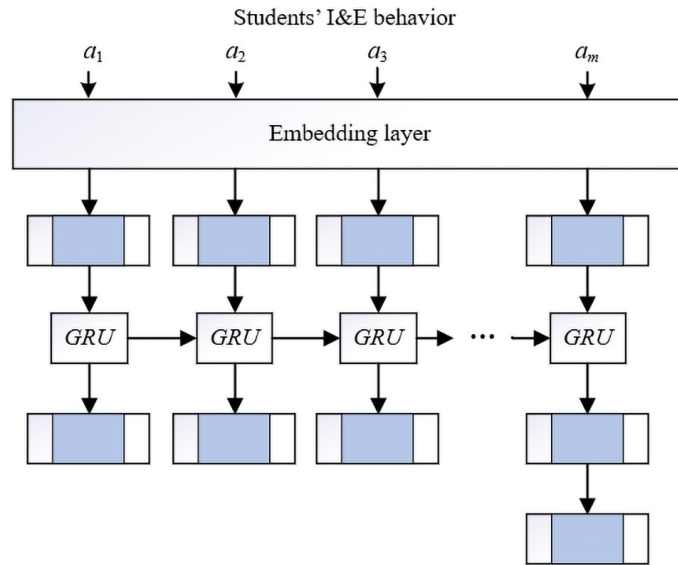 Students' I&E behavior
a1 a2 a3 am
Embedding layer
GRU GRU GRU ... GRU